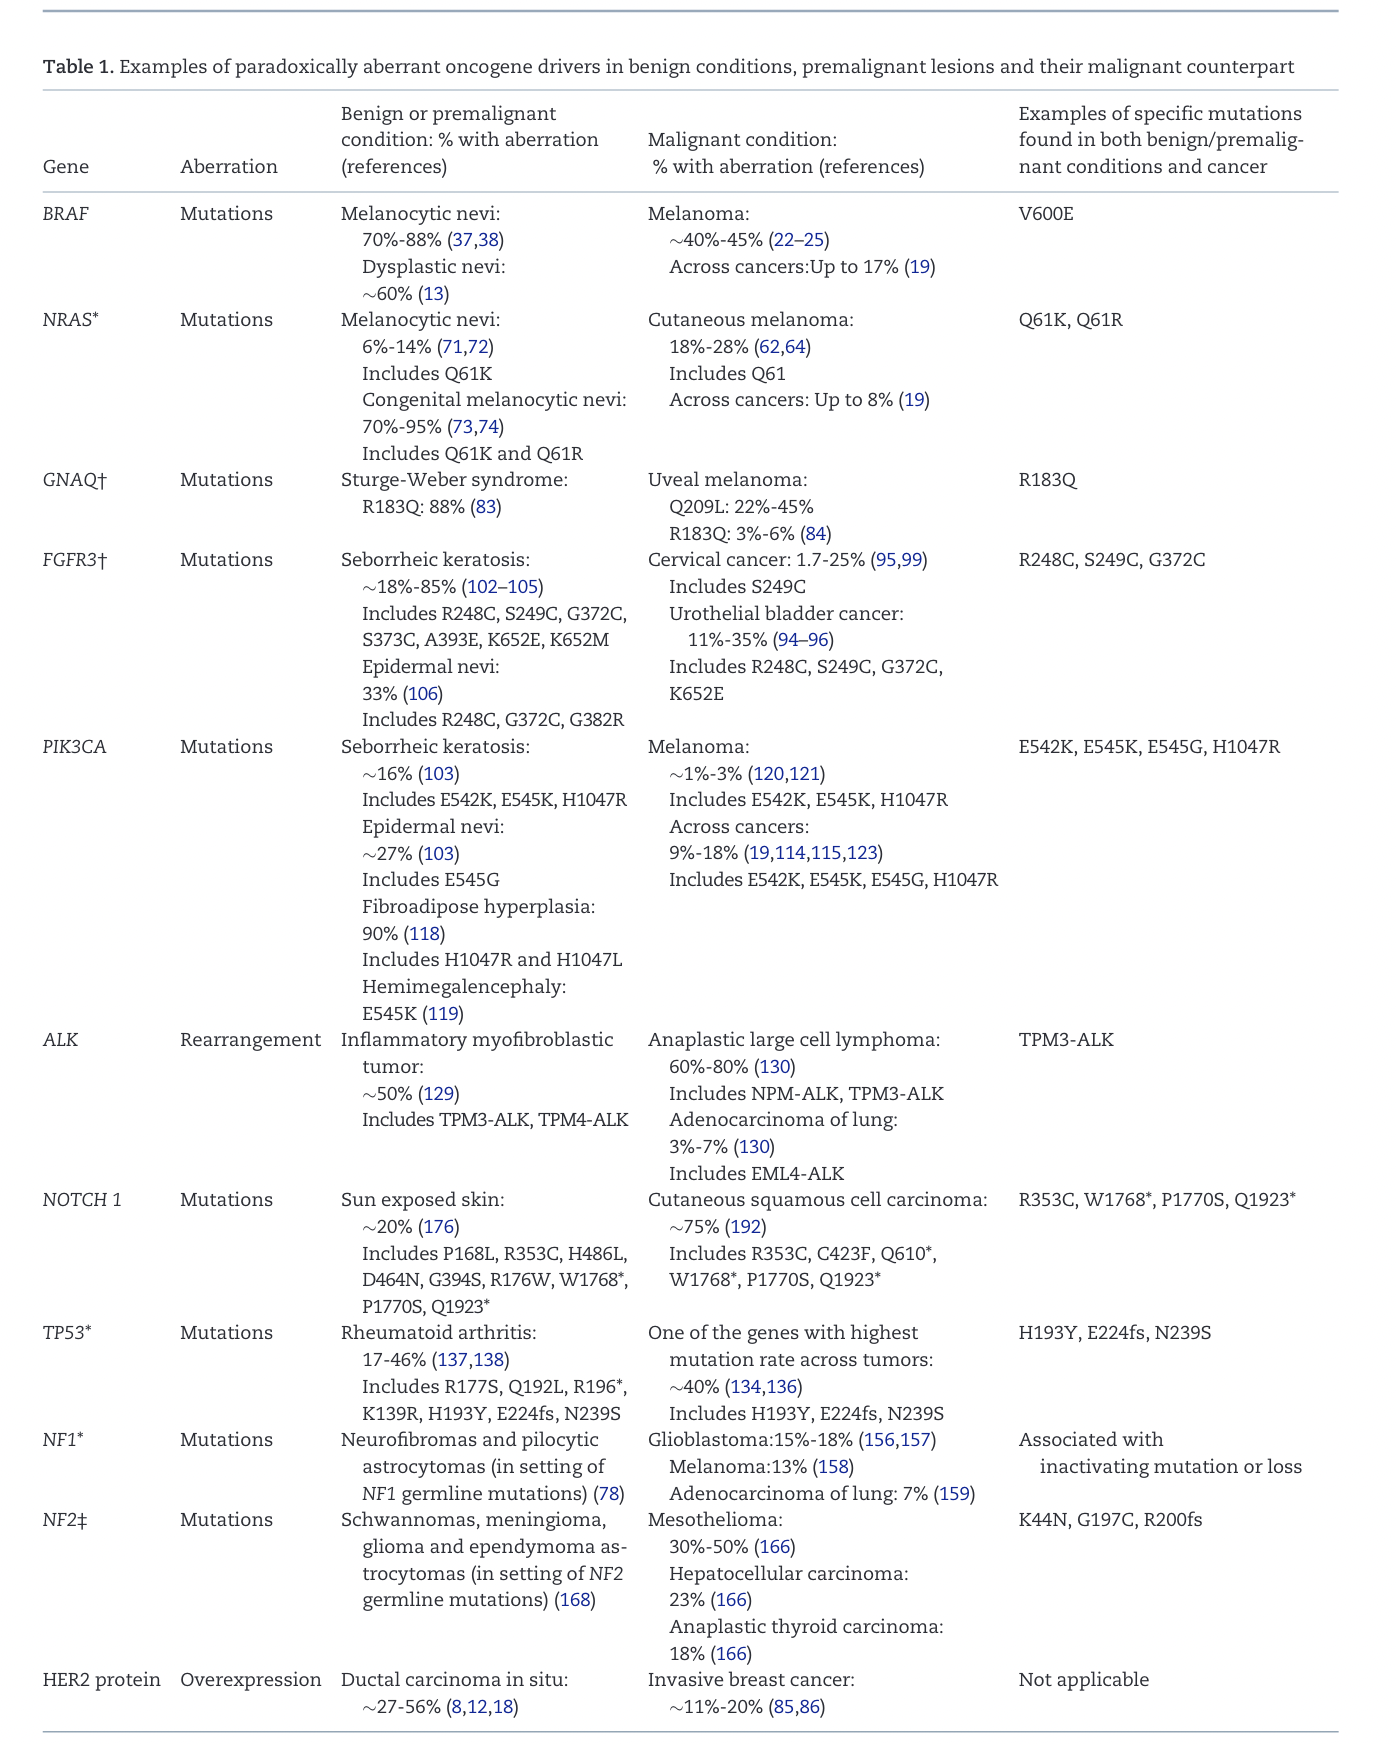 Table 1. Examples of paradoxically aberrant oncogene drivers in benign conditions, premalignant lesions and their malignant counterpart
Gene
Aberration
Benign or premalignant
condition: % with aberration
(references)
Malignant condition:
% with aberration (references)
Examples of specific mutations
found in both benign/premalig-
nant conditions and cancer
BRAF
Mutations
Melanocytic nevi:
70%-88% (37,38)
Dysplastic nevi:
~60% (13)
Melanoma:
~40%-45% (22–25)
Across cancers:Up to 17% (19)
V600E
NRAS*
Mutations
Melanocytic nevi:
6%-14% (71,72)
Includes Q61K
Congenital melanocytic nevi:
70%-95% (73,74)
Includes Q61K and Q61R
Cutaneous melanoma:
18%-28% (62,64)
Includes Q61
Across cancers: Up to 8% (19)
Q61K, Q61R
GNAQ†
Mutations
Sturge-Weber syndrome:
R183Q: 88% (83)
Uveal melanoma:
Q209L: 22%-45%
R183Q: 3%-6% (84)
R183Q
FGFR3†
Mutations
Seborrheic keratosis:
~18%-85% (102–105)
Includes R248C, S249C, G372C,
S373C, A393E, K652E, K652M
Epidermal nevi:
33% (106)
Includes R248C, G372C, G382R
Cervical cancer: 1.7-25% (95,99)
Includes S249C
Urothelial bladder cancer:
11%-35% (94–96)
Includes R248C, S249C, G372C,
K652E
R248C, S249C, G372C
PIK3CA
Mutations
Seborrheic keratosis:
~16% (103)
Includes E542K, E545K, H1047R
Epidermal nevi:
~27% (103)
Includes E545G
Fibroadipose hyperplasia:
90% (118)
Includes H1047R and H1047L
Hemimegalencephaly:
E545K (119)
Melanoma:
~1%-3% (120,121)
Includes E542K, E545K, H1047R
Across cancers:
9%-18% (19,114,115,123)
Includes E542K, E545K, E545G, H1047R
E542K, E545K, E545G, H1047R
ALK
Rearrangement
Inflammatory myofibroblastic
tumor:
~50% (129)
Includes TPM3-ALK, TPM4-ALK
Anaplastic large cell lymphoma:
60%-80% (130)
Includes NPM-ALK, TPM3-ALK
Adenocarcinoma of lung:
3%-7% (130)
Includes EML4-ALK
TPM3-ALK
NOTCH 1
Mutations
Sun exposed skin:
~20% (176)
Includes P168L, R353C, H486L,
D464N, G394S, R176W, W1768*,
P1770S, Q1923*
Cutaneous squamous cell carcinoma:
~75% (192)
Includes R353C, C423F, Q610*,
W1768*, P1770S, Q1923*
R353C, W1768*, P1770S, Q1923*
TP53*
Mutations
Rheumatoid arthritis:
17-46% (137,138)
Includes R177S, Q192L, R196*,
K139R, H193Y, E224fs, N239S
One of the genes with highest
mutation rate across tumors:
~40% (134,136)
Includes H193Y, E224fs, N239S
H193Y, E224fs, N239S
NF1*
Mutations
Neurofibromas and pilocytic
astrocytomas (in setting of
NF1 germline mutations) (78)
Glioblastoma:15%-18% (156,157)
Melanoma:13% (158)
Adenocarcinoma of lung: 7% (159)
Associated with
inactivating mutation or loss
NF2‡
Mutations
Schwannomas, meningioma,
glioma and ependymoma as-
trocytomas (in setting of NF2
germline mutations) (168)
Mesothelioma:
30%-50% (166)
Hepatocellular carcinoma:
23% (166)
Anaplastic thyroid carcinoma:
18% (166)
K44N, G197C, R200fs
HER2 protein
Overexpression
Ductal carcinoma in situ:
~27-56% (8,12,18)
Invasive breast cancer:
~11%-20% (85,86)
Not applicable